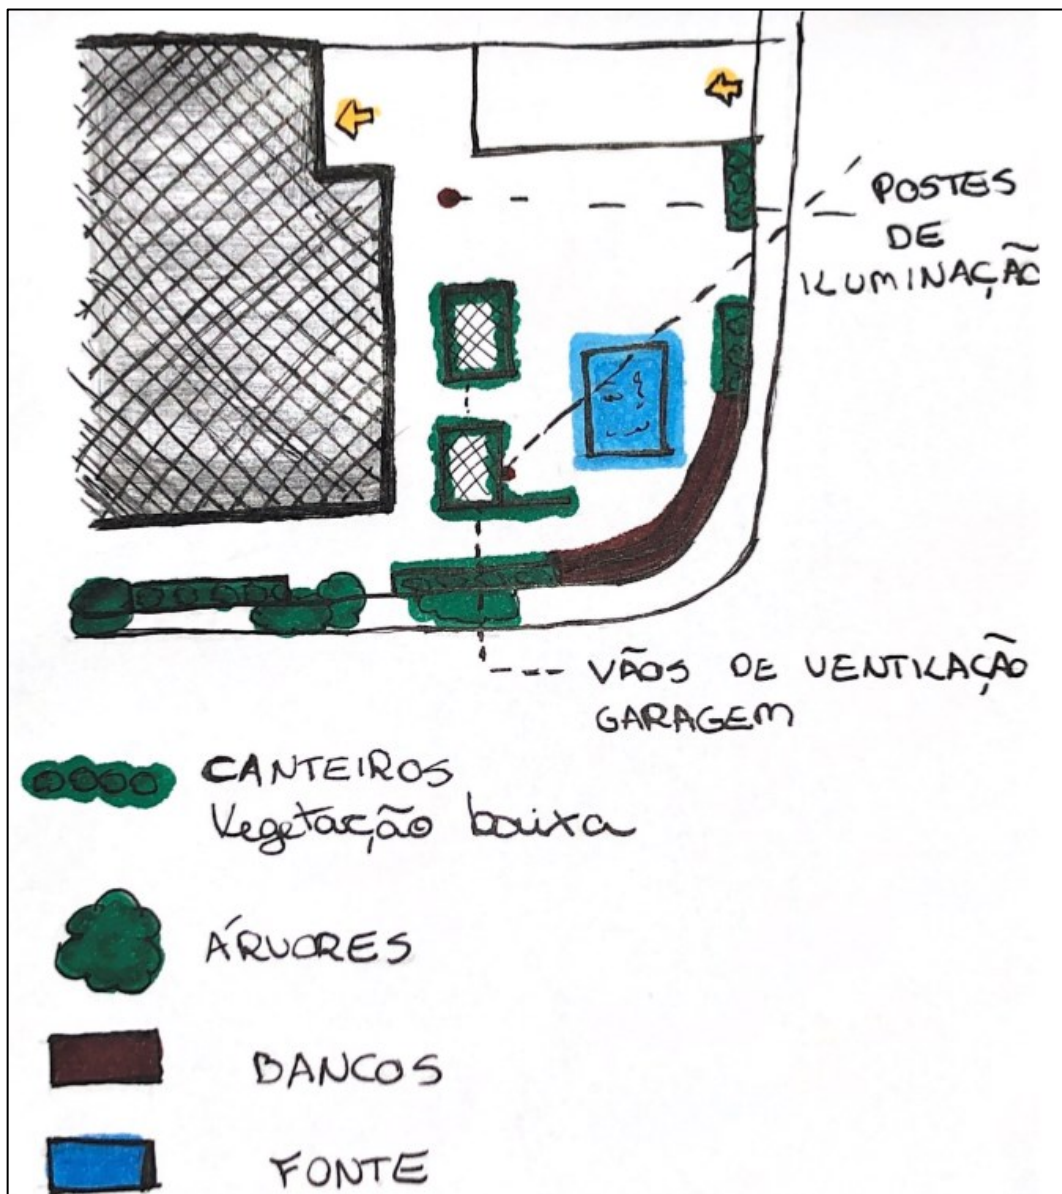 POSTES
DE
ILUMINAÇÃO
VÃOS DE VENTILAÇÃO
GARAGEM
CANTEIROS
Vegetação baixa
ÁRVORES
BANCOS
FONTE